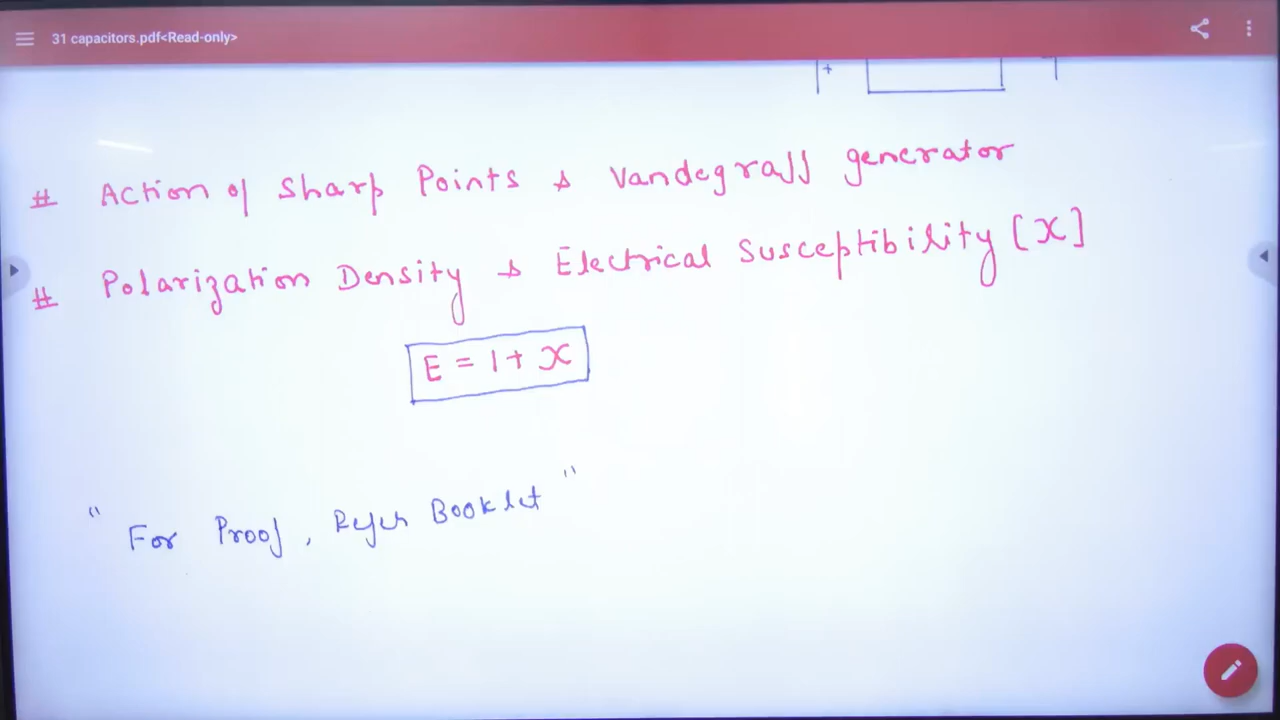 31 capacitors.pdf<Read-only>
+
# Action of Sharp Points & Vandegraff generator
# Polarization Density & Electrical Susceptibility [X]
E = 1 + X
" For Proof, Refer Booklet "